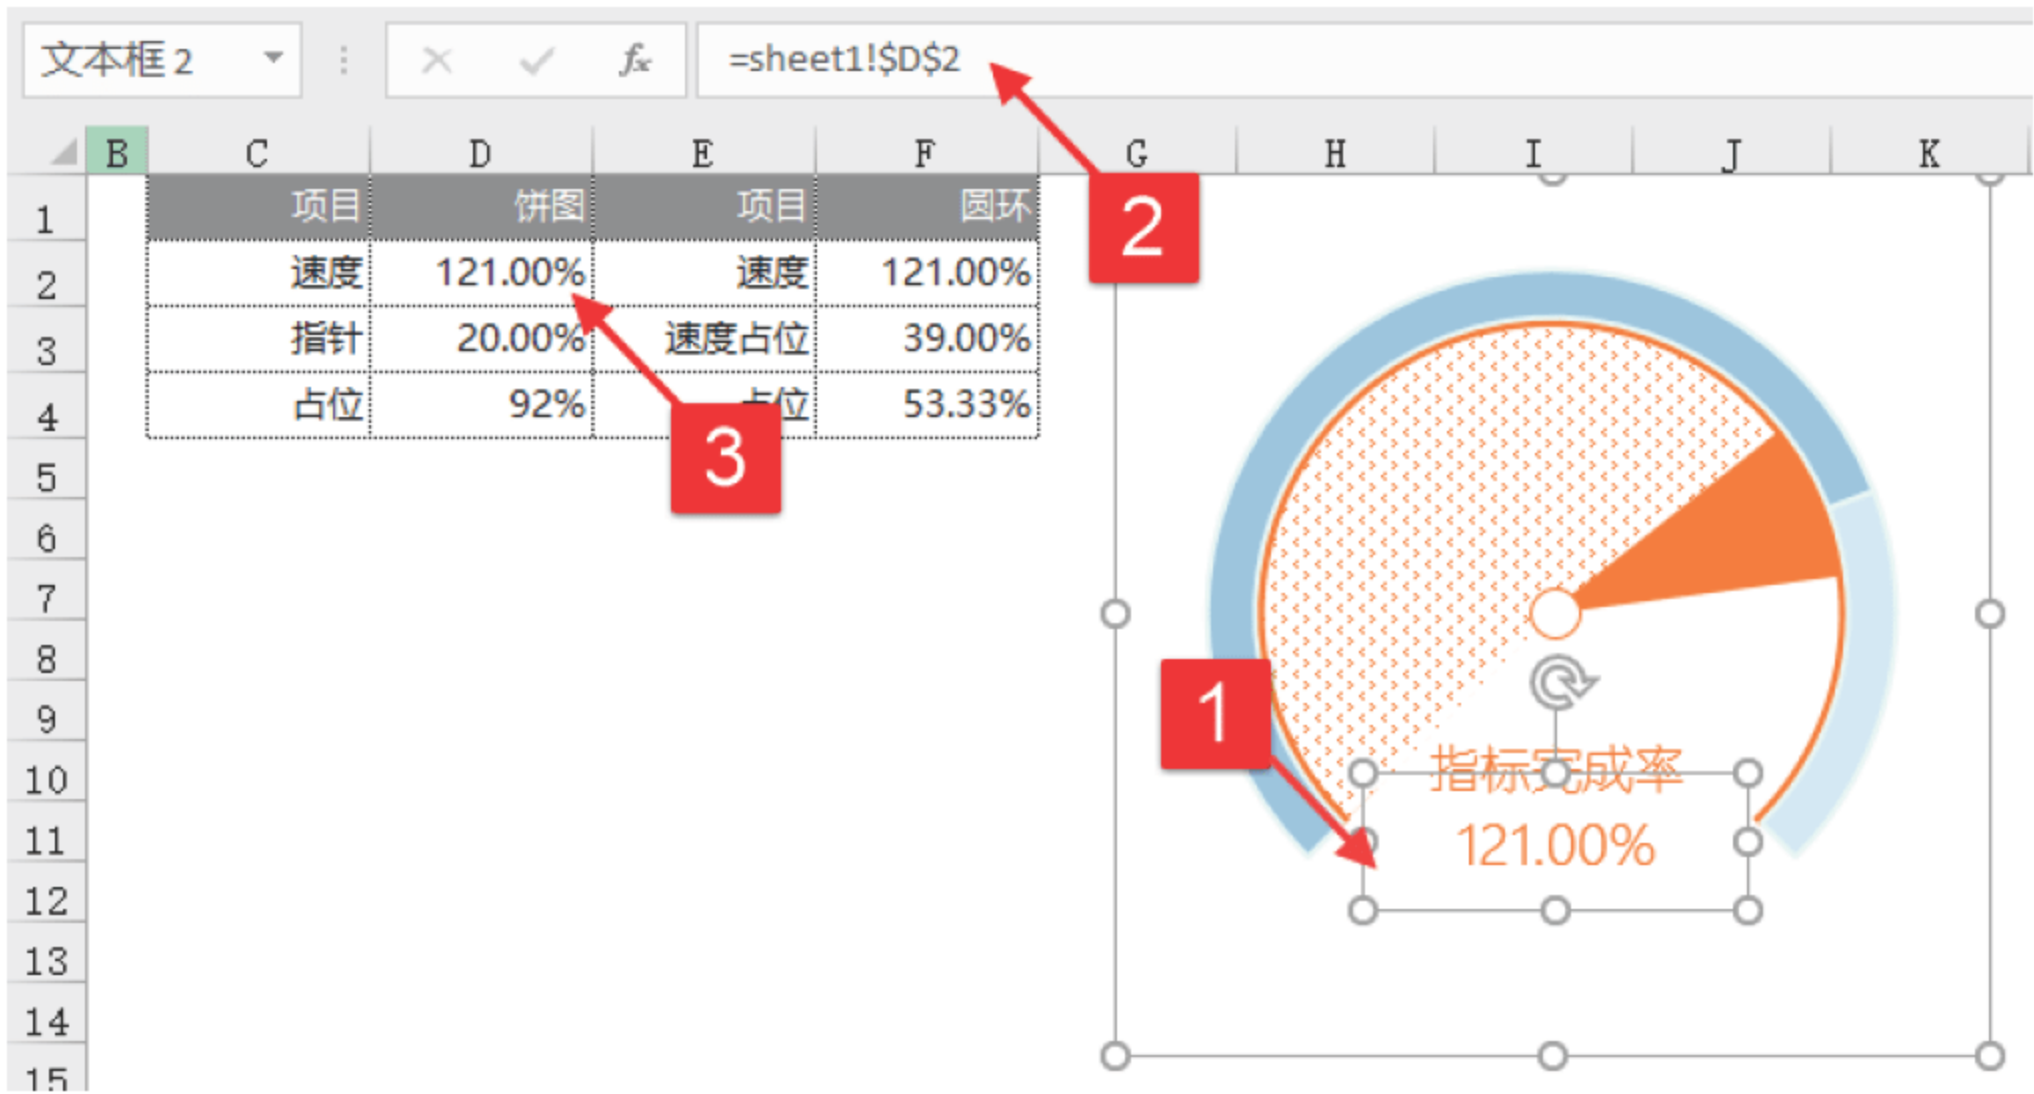 文本框 2
fx
=sheet1!$D$2
B C D E F G H I J K
1 项目 饼图 项目 圆环
2 速度 121.00% 速度 121.00%
3 指针 20.00% 速度占位 39.00%
4 占位 92% 占位 53.33%
5
6
7
8
9
10
11
12
13
14
15
2
3
1
指标完成率
121.00%